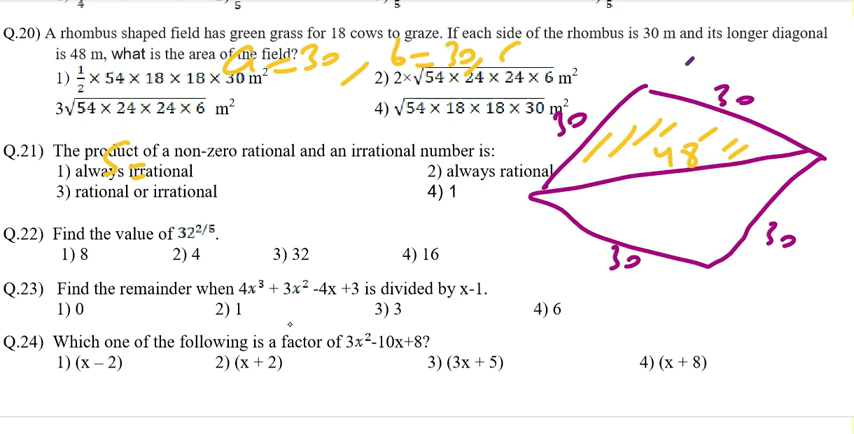 Q.20) A rhombus shaped field has green grass for 18 cows to graze. If each side of the rhombus is 30 m and its longer diagonal
is 48 m, what is the area of the field?
1) 1/2 × 54 × 18 × 18 × 30 m² 2) 2×√54 × 24 × 24 × 6 m²
3√54 × 24 × 24 × 6 m² 4) √54 × 18 × 18 × 30 m²
a = 30, b = 30, c
S =
30
30
48
30
30
Q.21) The product of a non-zero rational and an irrational number is:
1) always irrational 2) always rational
3) rational or irrational 4) 1
Q.22) Find the value of 32^2/5.
1) 8 2) 4 3) 32 4) 16
Q.23) Find the remainder when 4x³ + 3x² -4x +3 is divided by x-1.
1) 0 2) 1 3) 3 4) 6
Q.24) Which one of the following is a factor of 3x²-10x+8?
1) (x – 2) 2) (x + 2) 3) (3x + 5) 4) (x + 8)